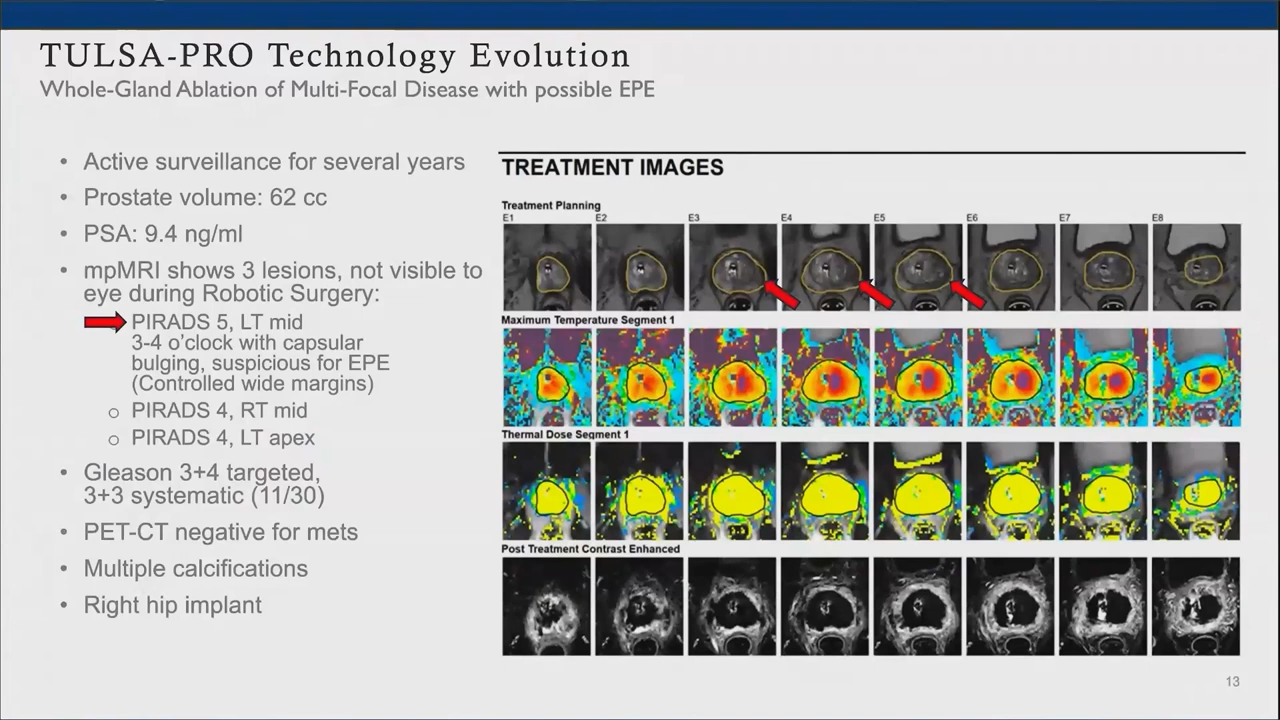 TULSA-PRO Technology Evolution
Whole-Gland Ablation of Multi-Focal Disease with possible EPE
• Active surveillance for several years
• Prostate volume: 62 cc
• PSA: 9.4 ng/ml
• mpMRI shows 3 lesions, not visible to
eye during Robotic Surgery:
PIRADS 5, LT mid
3-4 o'clock with capsular
bulging, suspicious for EPE
(Controlled wide margins)
○ PIRADS 4, RT mid
○ PIRADS 4, LT apex
• Gleason 3+4 targeted,
3+3 systematic (11/30)
• PET-CT negative for mets
• Multiple calcifications
• Right hip implant
TREATMENT IMAGES
Treatment Planning
E1 E2 E3 E4 E5 E6 E7 E8
Maximum Temperature Segment 1
Thermal Dose Segment 1
Post Treatment Contrast Enhanced
13